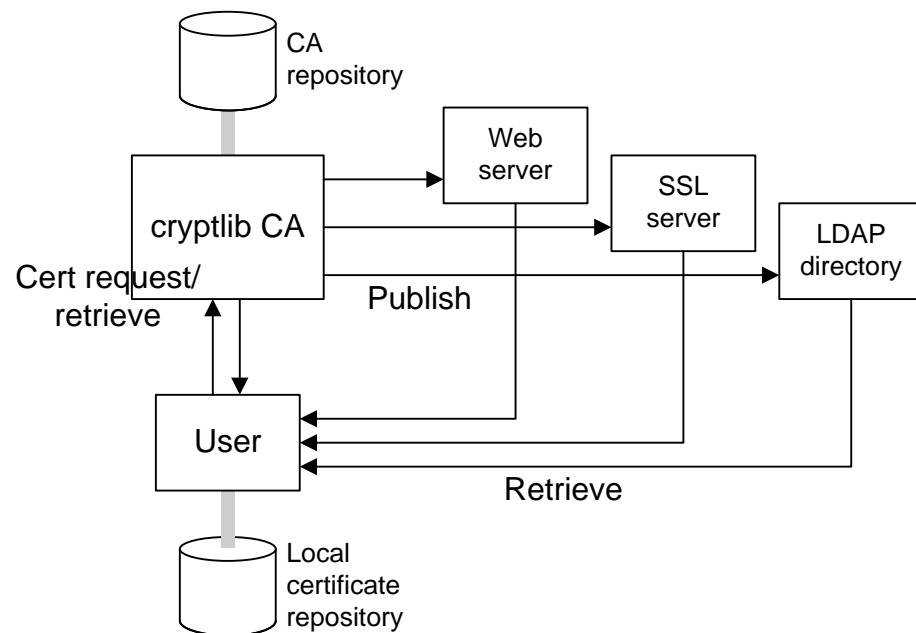 CA
repository
Web
server
SSL
server
cryptlib CA
LDAP
directory
Cert request/
retrieve
Publish
User
Retrieve
Local
certificate
repository